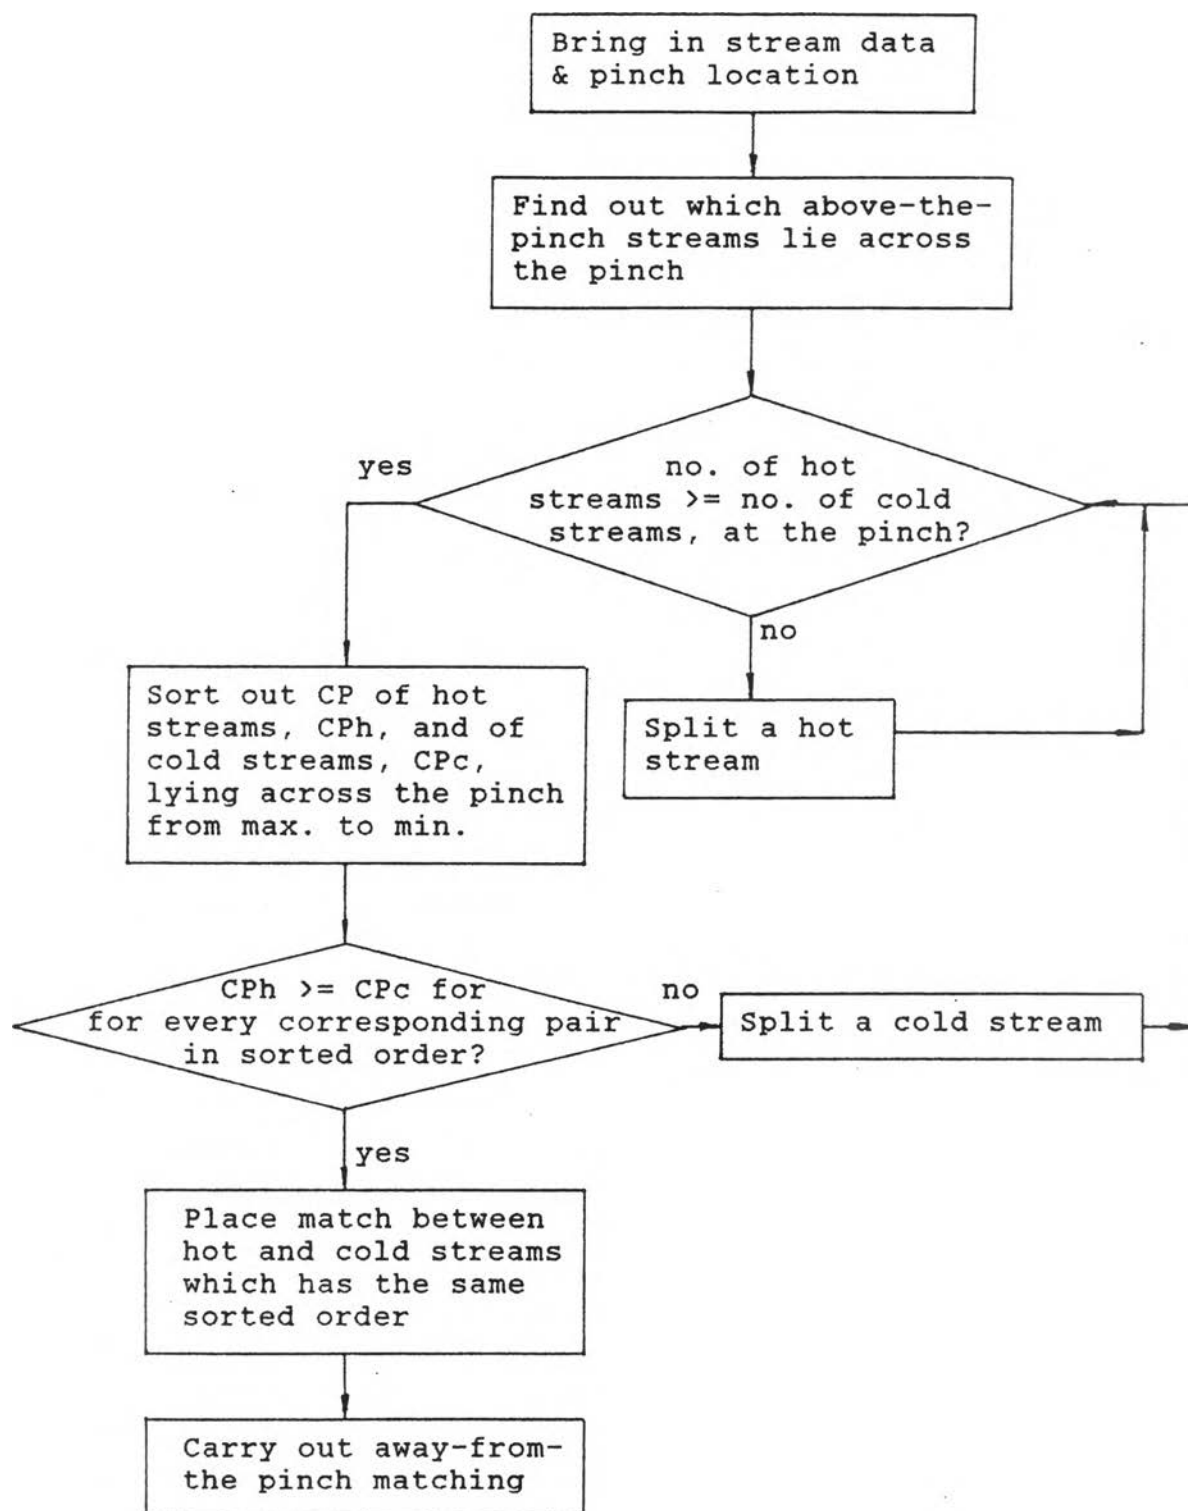 Bring in stream data
& pinch location
Find out which above-the-
pinch streams lie across
the pinch
yes
no. of hot
streams >= no. of cold
streams, at the pinch?
no
Sort out CP of hot
streams, CPh, and of
cold streams, CPc,
lying across the pinch
from max. to min.
Split a hot
stream
CPh >= CPc for
for every corresponding pair
in sorted order?
no
Split a cold stream
yes
Place match between
hot and cold streams
which has the same
sorted order
Carry out away-from-
the pinch matching